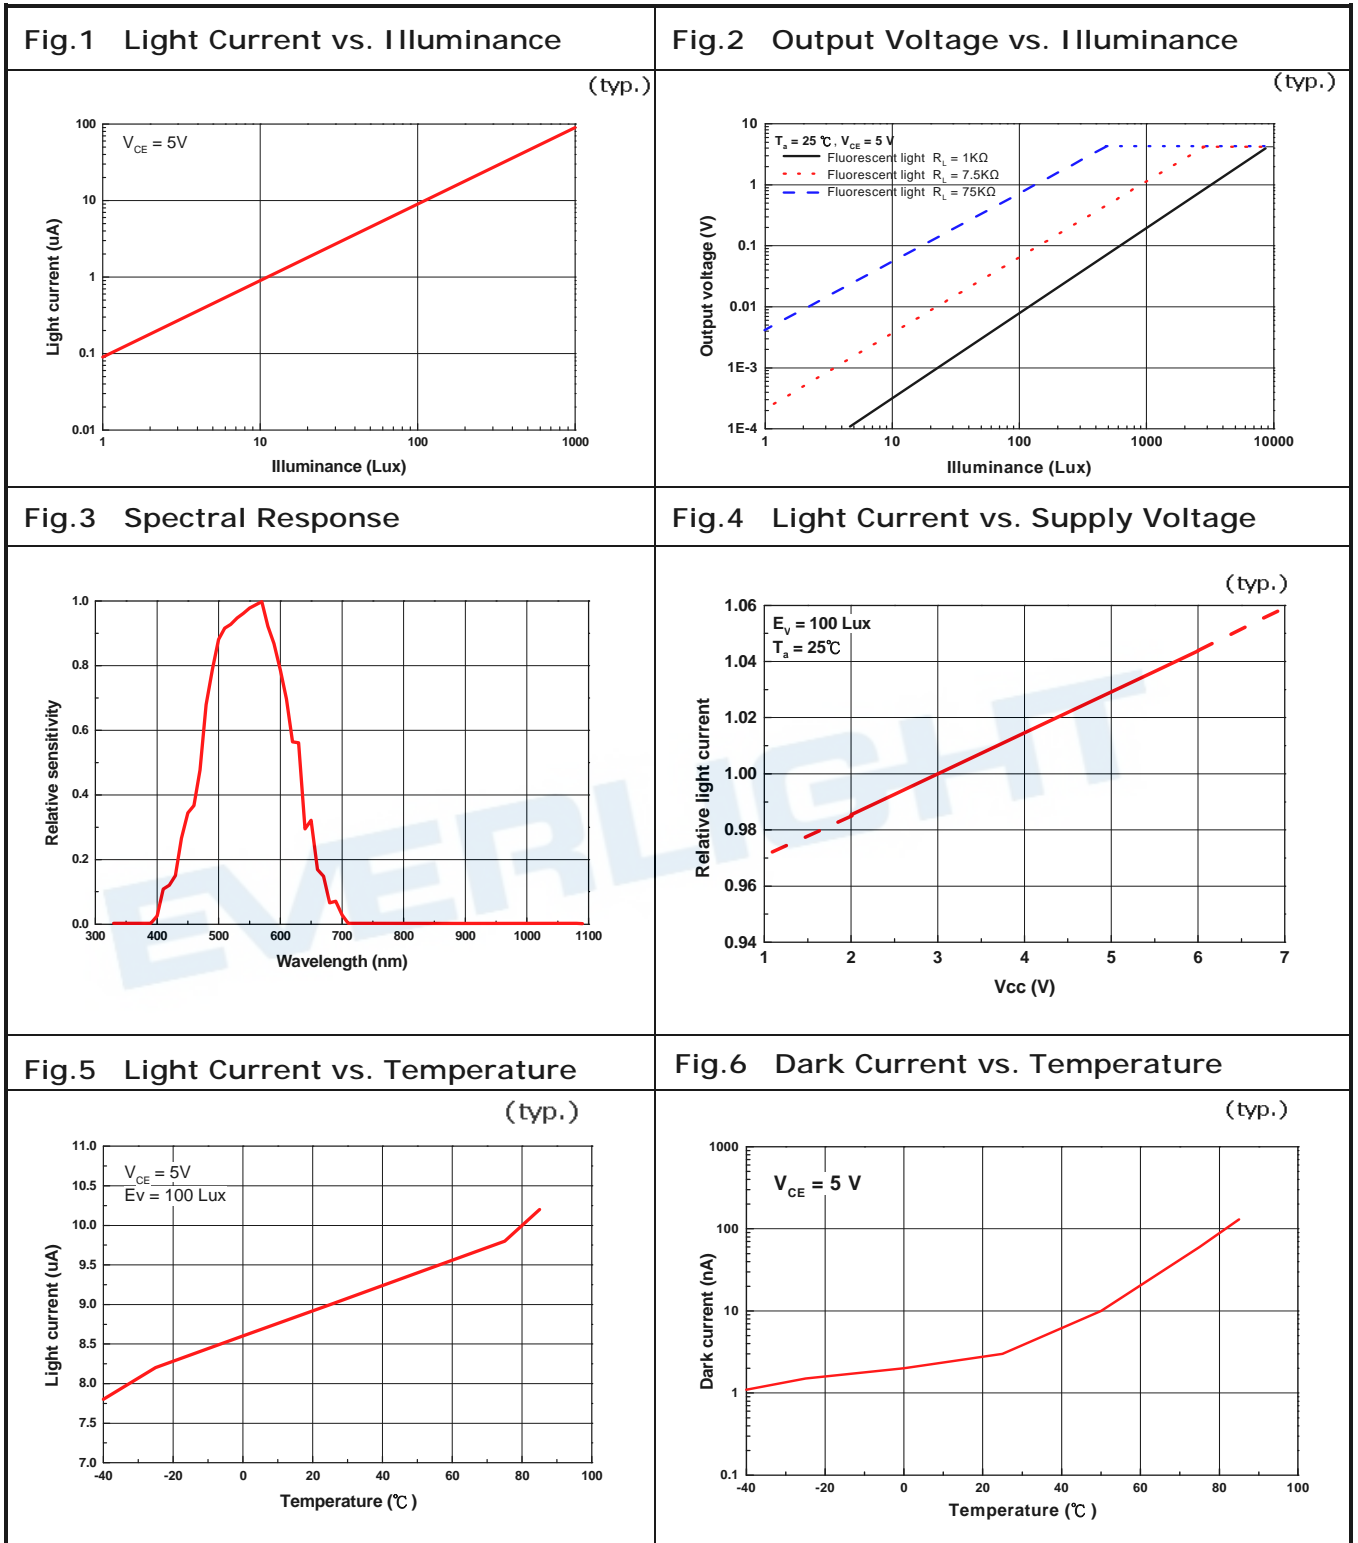 Fig.1 Light Current vs. Illuminance
(typ.)
VCE = 5V
100
10
1
0.1
0.01
Light current (uA)
1 10 100 1000
Illuminance (Lux)
Fig.2 Output Voltage vs. Illuminance
(typ.)
Ta = 25 ℃, VCE = 5 V
Fluorescent light RL = 1KΩ
Fluorescent light RL = 7.5KΩ
Fluorescent light RL = 75KΩ
10
1
0.1
0.01
1E-3
1E-4
Output voltage (V)
1 10 100 1000 10000
Illuminance (Lux)
Fig.3 Spectral Response
1.0
0.8
0.6
0.4
0.2
0.0
Relative sensitivity
300 400 500 600 700 800 900 1000 1100
Wavelength (nm)
Fig.4 Light Current vs. Supply Voltage
(typ.)
EV = 100 Lux
Ta = 25℃
1.06
1.04
1.02
1.00
0.98
0.96
0.94
Relative light current
1 2 3 4 5 6 7
Vcc (V)
EVERLIGHT
Fig.5 Light Current vs. Temperature
(typ.)
VCE = 5V
Ev = 100 Lux
11.0
10.5
10.0
9.5
9.0
8.5
8.0
7.5
7.0
Light current (uA)
-40 -20 0 20 40 60 80 100
Temperature (℃ )
Fig.6 Dark Current vs. Temperature
(typ.)
VCE = 5 V
1000
100
10
1
0.1
Dark current (nA)
-40 -20 0 20 40 60 80 100
Temperature (℃ )